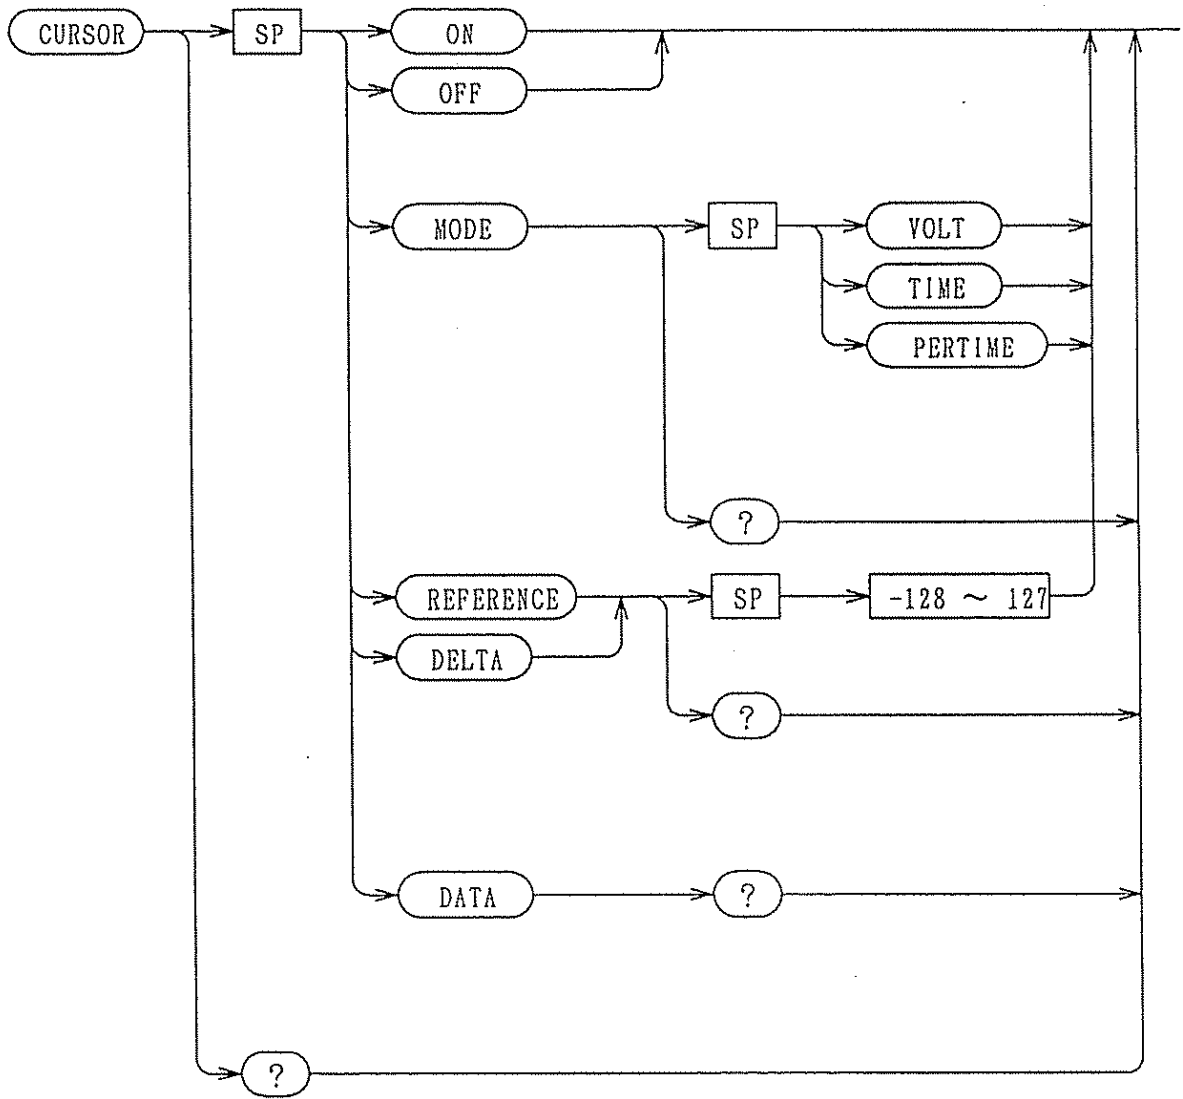 CURSOR SP ON
OFF
MODE SP VOLT
TIME
PERTIME
?
REFERENCE SP -128 ～ 127
DELTA
?
DATA ?
?